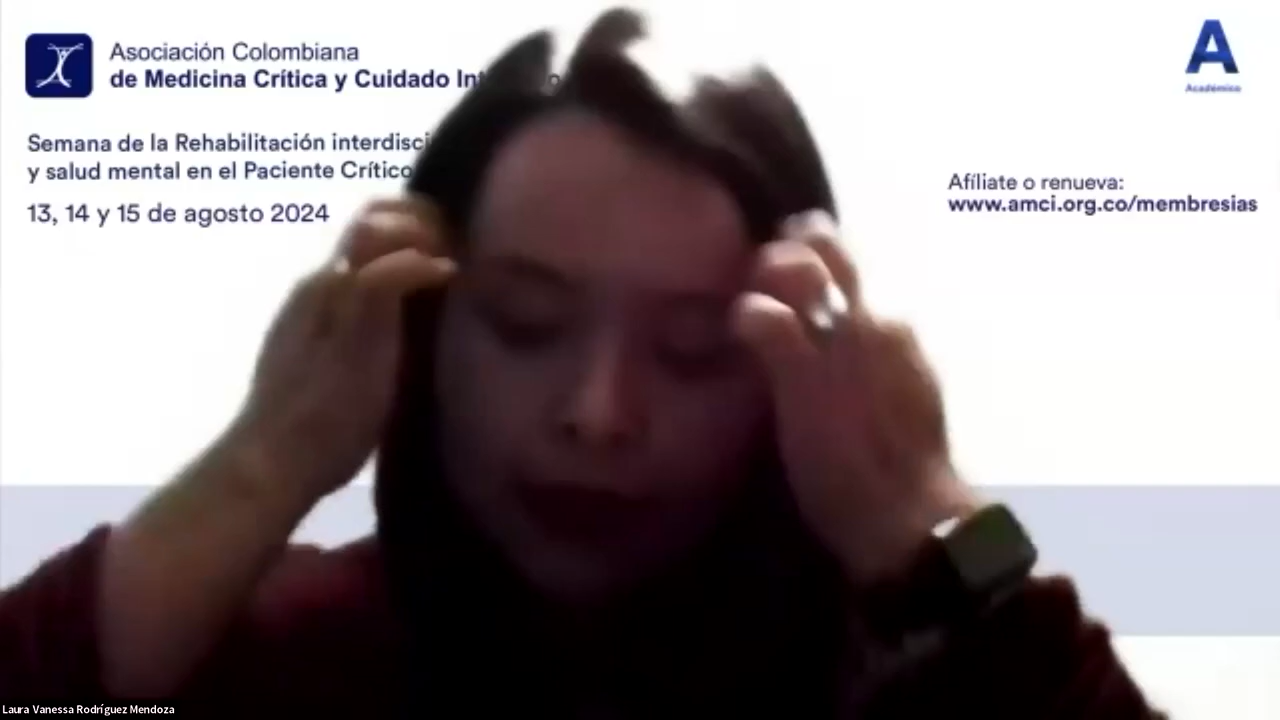 Asociación Colombiana
de Medicina Crítica y Cuidado
Semana de la Rehabilitación
y salud mental en el Paciente Crítico
13, 14 y 15 de agosto 2024
A
Académico
Afíliate o renueva:
www.amci.org.co/membresias
Laura Vanessa Rodríguez Mendoza